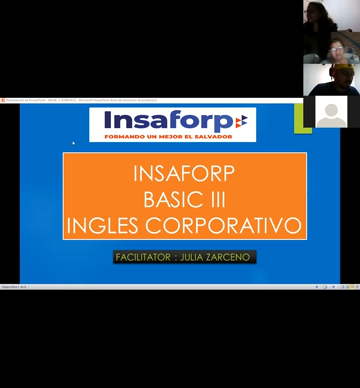 Insaforp
FORMANDO UN MEJOR EL SALVADOR
INSAFORP
BASIC III
INGLES CORPORATIVO
FACILITATOR : JULIA ZARCENO